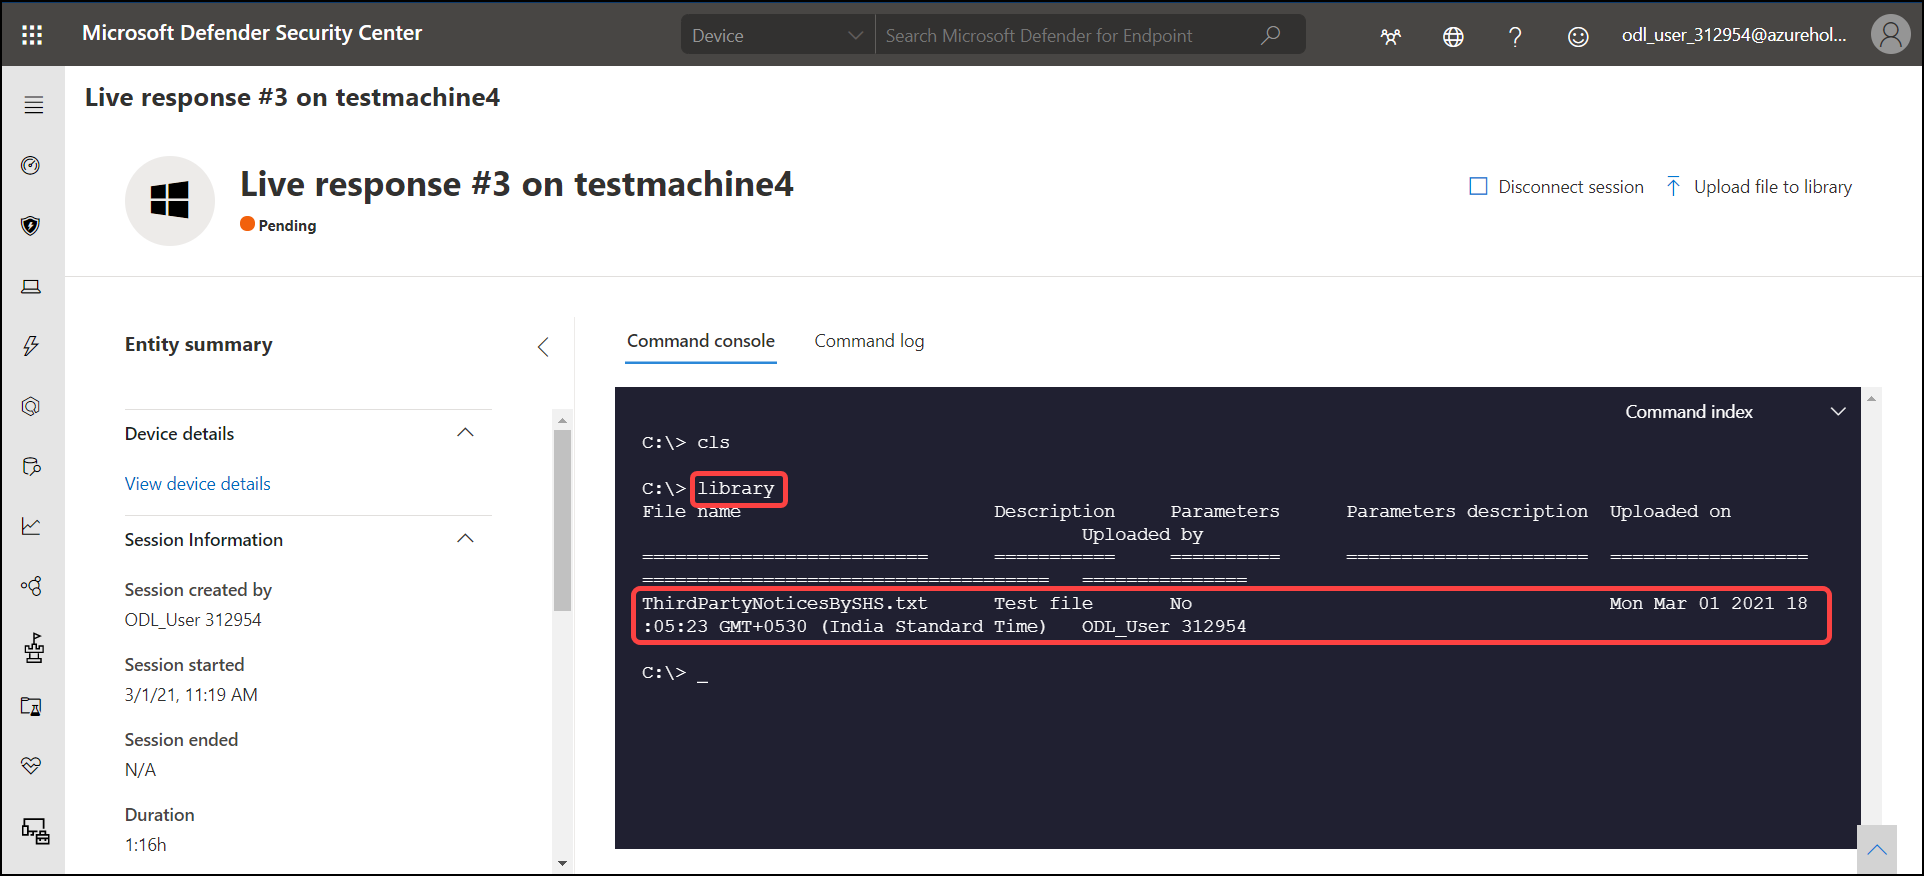 Microsoft Defender Security Center
Device
Search Microsoft Defender for Endpoint
odl_user_312954@azurehol...
Live response #3 on testmachine4
Live response #3 on testmachine4
Pending
Disconnect session
Upload file to library
Entity summary
Device details
View device details
Session Information
Session created by
ODL_User 312954
Session started
3/1/21, 11:19 AM
Session ended
N/A
Duration
1:16h
Command console
Command log
Command index
C:\> cls
C:\> library
File name Description Parameters Parameters description Uploaded on
Uploaded by
========================== =========== ========== ====================== ==================
===================================== ===============
ThirdPartyNoticesBySHS.txt Test file No Mon Mar 01 2021 18
:05:23 GMT+0530 (India Standard Time) ODL_User 312954
C:\> _